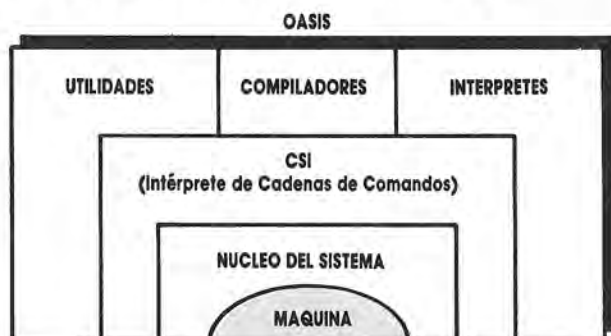 OASIS
UTILIDADES
COMPILADORES
INTERPRETES
CSI
(Intérprete de Cadenas de Comandos)
NUCLEO DEL SISTEMA
MAQUINA